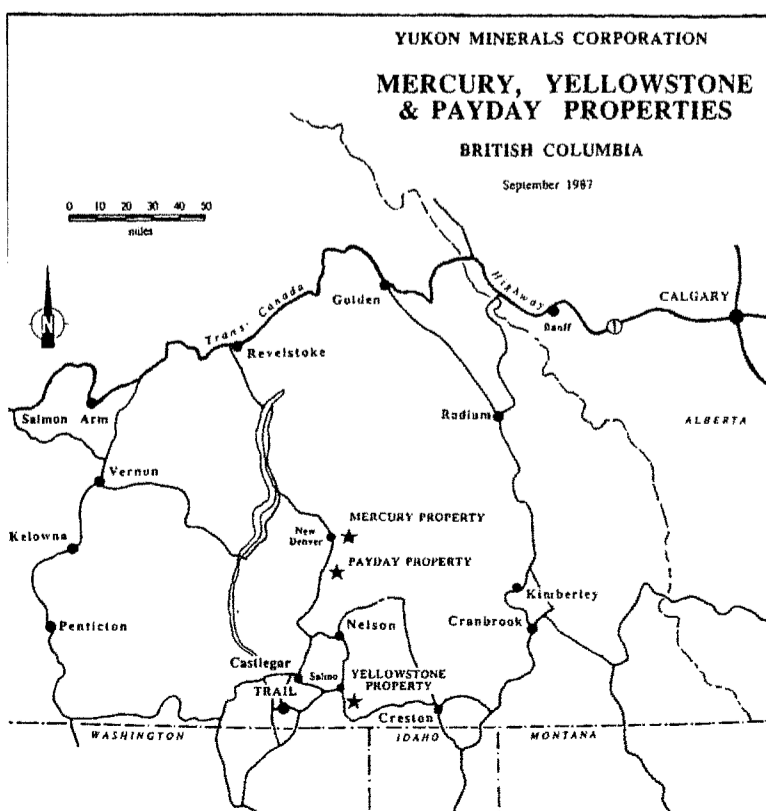 YUKON MINERALS CORPORATION
MERCURY, YELLOWSTONE
& PAYDAY PROPERTIES
BRITISH COLUMBIA
September 1987
0 10 20 30 40 50
miles
N
Trans-Canada
Highway
Golden
Banff
1
CALGARY
Revelstoke
Salmon Arm
Radium
ALBERTA
Vernon
MERCURY PROPERTY
New
Denver
Kelowna
PAYDAY PROPERTY
Kimberley
Penticton
Nelson
Cranbrook
Castlegar
Salmo
YELLOWSTONE
PROPERTY
TRAIL
Creston
WASHINGTON
IDAHO
MONTANA